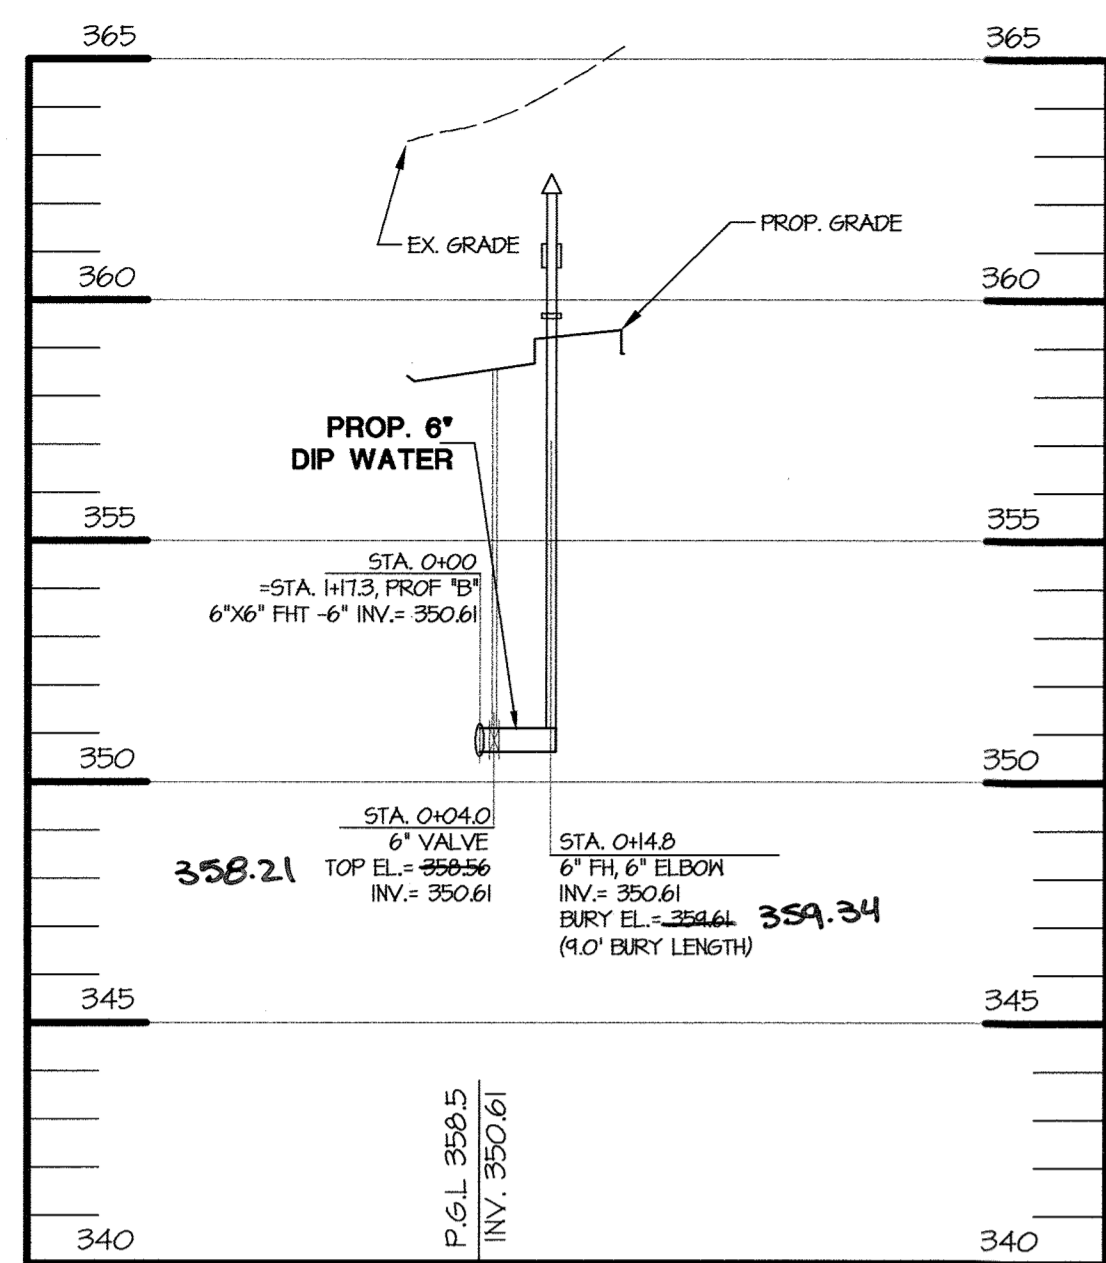 365
365
EX. GRADE
PROP. GRADE
360
360
PROP. 6"
DIP WATER
355
355
STA. 0+00
=STA. 1+17.3, PROF "B"
6"X6" FHT -6" INV.= 350.61
350
350
STA. 0+04.0
6" VALVE
358.21 TOP EL.= 358.56
INV.= 350.61
STA. 0+14.8
6" FH, 6" ELBOW
INV.= 350.61
BURY EL.= 359.61 359.34
(9.0' BURY LENGTH)
345
345
P.G.L 358.5
INV. 350.61
340
340